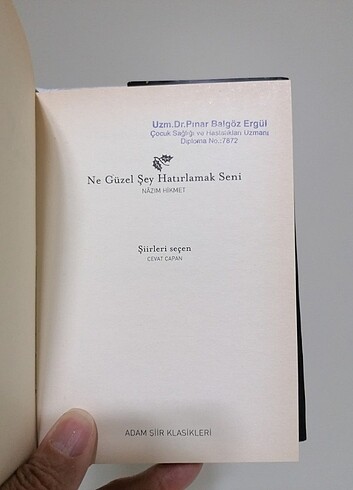 Uzm.Dr.Pınar Balgöz Ergül
Çocuk Sağlığı ve Hastalıkları Uzmanı
Diploma No.:7872
Ne Güzel Şey Hatırlamak Seni
NÂZIM HİKMET
Şiirleri seçen
CEVAT ÇAPAN
ADAM ŞİİR KLASİKLERİ